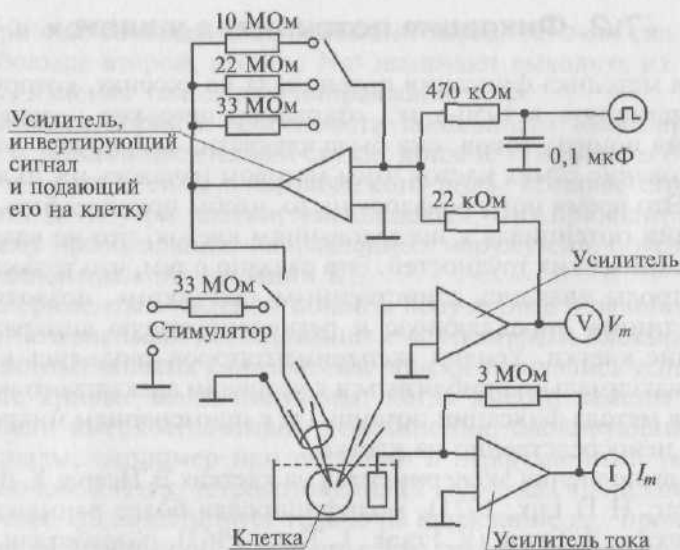 10 МОм
22 МОм
33 МОм
470 кОм
Усилитель,
инвертирующий
сигнал
и подающий
его на клетку
0,1 мкФ
22 кОм
Усилитель
33 МОм
Стимулятор
V Vm
3 МОм
I Im
Клетка
Усилитель тока